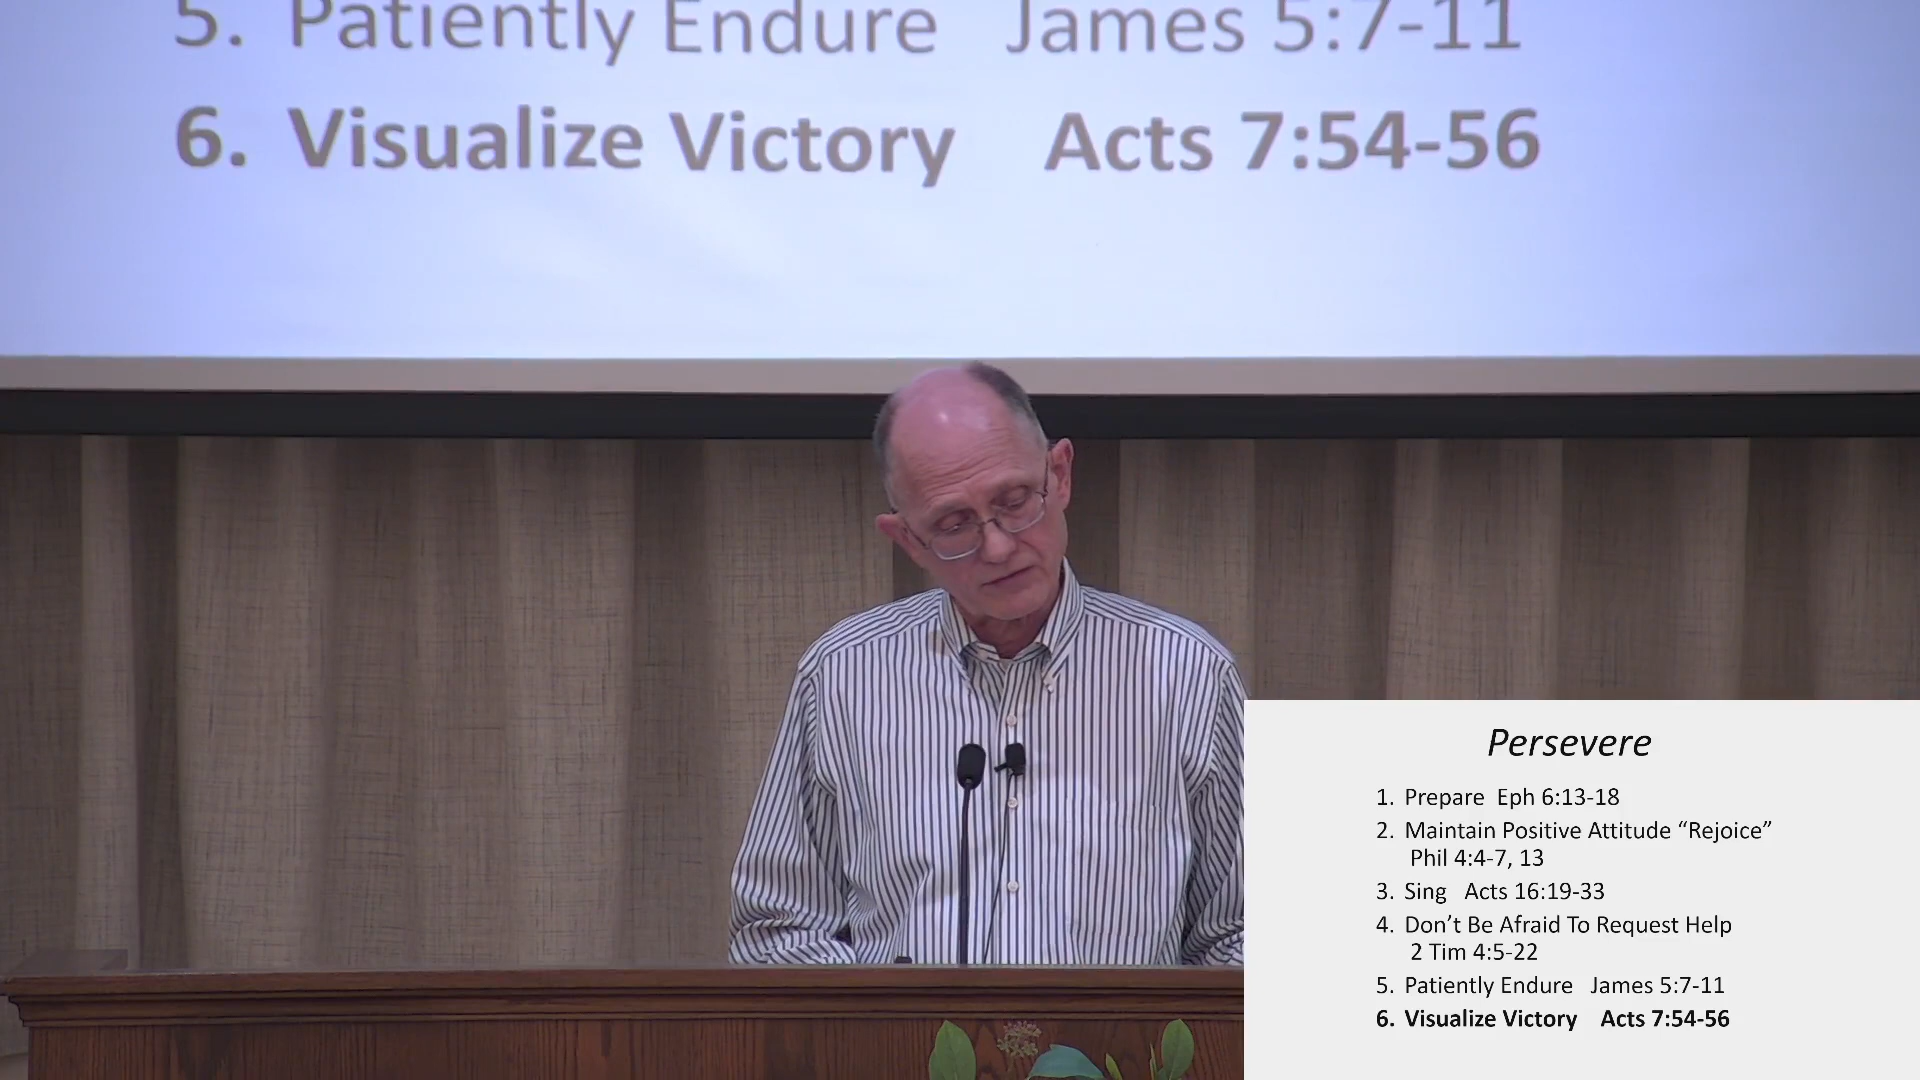 5. Patiently Endure James 5:7-11
6. Visualize Victory Acts 7:54-56
Persevere
1. Prepare Eph 6:13-18
2. Maintain Positive Attitude “Rejoice”
Phil 4:4-7, 13
3. Sing Acts 16:19-33
4. Don’t Be Afraid To Request Help
2 Tim 4:5-22
5. Patiently Endure James 5:7-11
6. Visualize Victory Acts 7:54-56